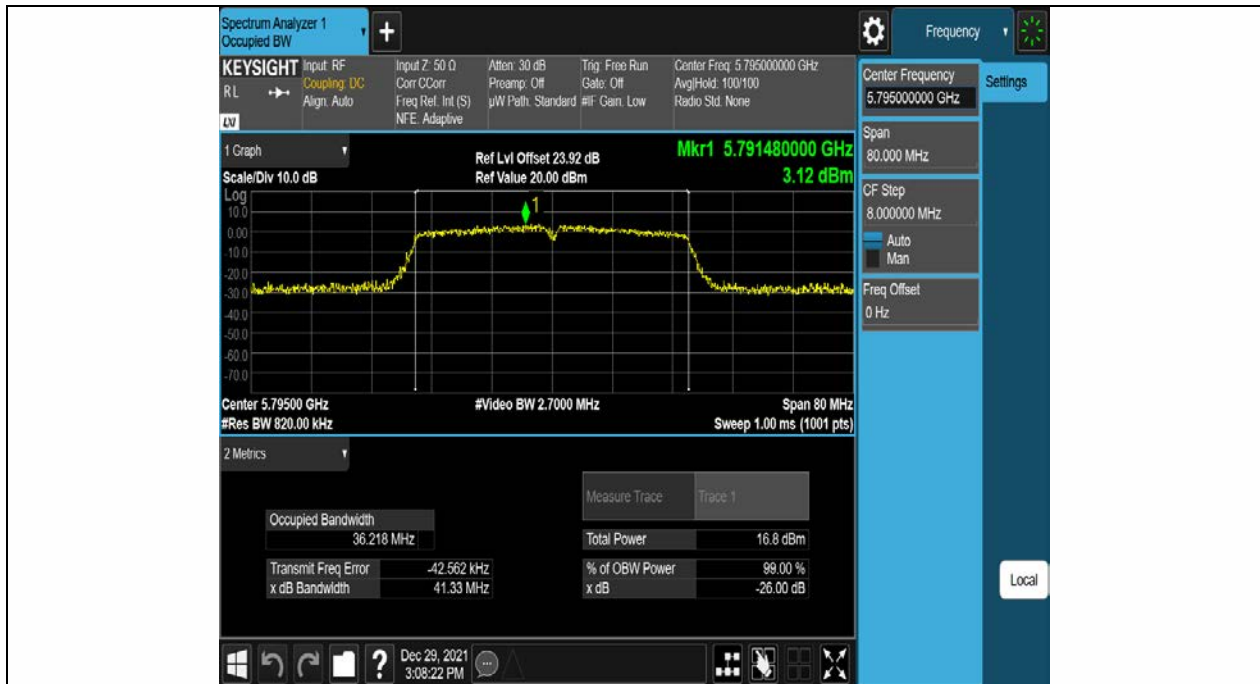 Spectrum Analyzer 1
Occupied BW
+
Frequency
KEYSIGHT
RL
LXI
Input: RF
Coupling: DC
Align: Auto
Input Z: 50 Ω
Corr CCorr
Freq Ref: Int (S)
NFE: Adaptive
Atten: 30 dB
Preamp: Off
µW Path: Standard
Trig: Free Run
Gate: Off
#IF Gain: Low
Center Freq: 5.795000000 GHz
Avg|Hold: 100/100
Radio Std: None
Center Frequency
5.795000000 GHz
Settings
Span
80.000 MHz
CF Step
8.000000 MHz
Auto
Man
Freq Offset
0 Hz
Local
1 Graph
Scale/Div 10.0 dB
Ref Lvl Offset 23.92 dB
Ref Value 20.00 dBm
Mkr1 5.791480000 GHz
3.12 dBm
Log
10.0
0.00
-10.0
-20.0
-30.0
-40.0
-50.0
-60.0
-70.0
1
Center 5.79500 GHz
#Res BW 820.00 kHz
#Video BW 2.7000 MHz
Span 80 MHz
Sweep 1.00 ms (1001 pts)
2 Metrics
Measure Trace Trace 1
Occupied Bandwidth
36.218 MHz
Total Power 16.8 dBm
Transmit Freq Error -42.562 kHz
% of OBW Power 99.00 %
x dB Bandwidth 41.33 MHz
x dB -26.00 dB
?
Dec 29, 2021
3:08:22 PM